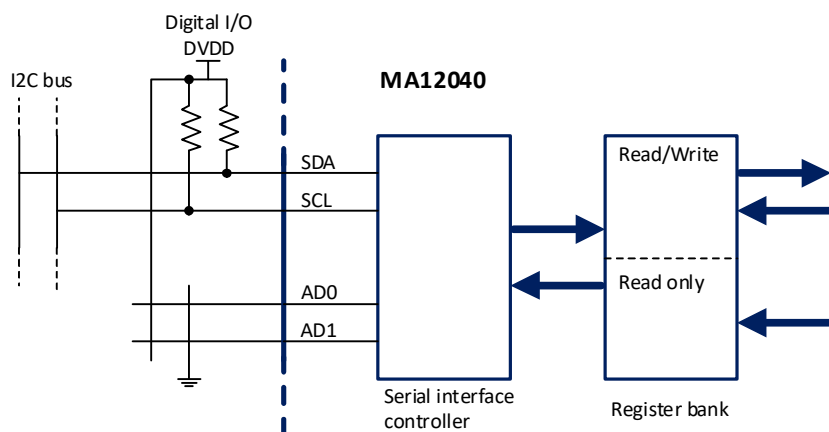 Digital I/O
DVDD
I2C bus
MA12040
SDA
SCL
AD0
AD1
Read/Write
Read only
Serial interface
controller
Register bank